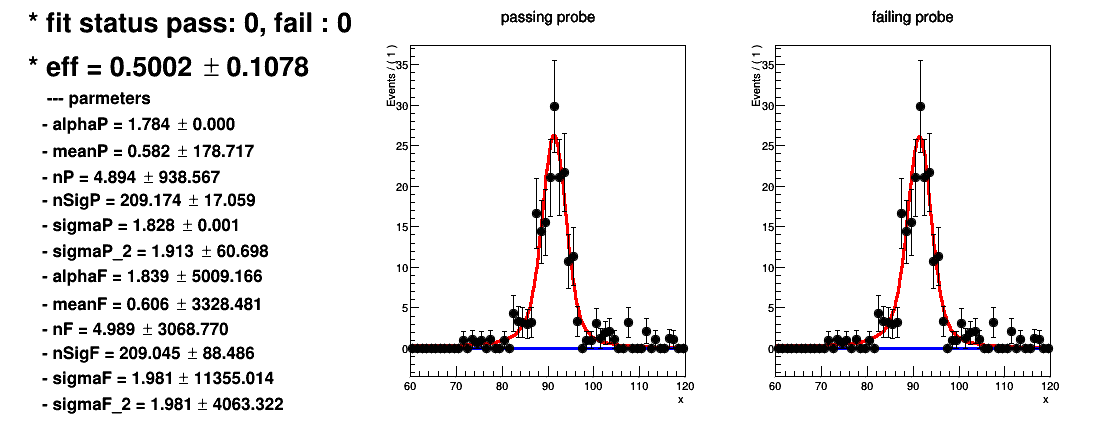 * fit status pass: 0, fail : 0
* eff = 0.5002 ± 0.1078
--- parmeters
- alphaP = 1.784 ± 0.000
- meanP = 0.582 ± 178.717
- nP = 4.894 ± 938.567
- nSigP = 209.174 ± 17.059
- sigmaP = 1.828 ± 0.001
- sigmaP_2 = 1.913 ± 60.698
- alphaF = 1.839 ± 5009.166
- meanF = 0.606 ± 3328.481
- nF = 4.989 ± 3068.770
- nSigF = 209.045 ± 88.486
- sigmaF = 1.981 ± 11355.014
- sigmaF_2 = 1.981 ± 4063.322
passing probe
Events / ( 1 )
35
30
25
20
15
10
5
0
60 70 80 90 100 110 120
x
failing probe
Events / ( 1 )
35
30
25
20
15
10
5
0
60 70 80 90 100 110 120
x